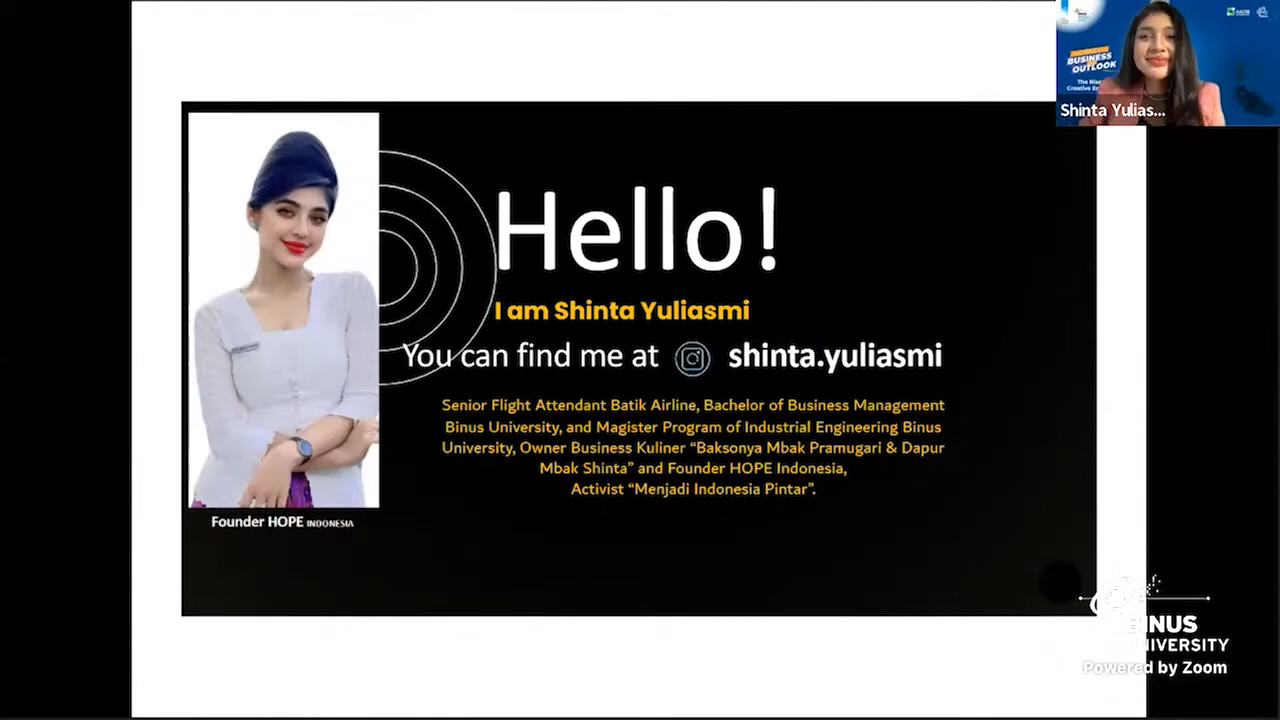 INDONESIA
BUSINESS
OUTLOOK
Shinta Yulias...
Hello!
I am Shinta Yuliasmi
You can find me at shinta.yuliasmi
Senior Flight Attendant Batik Airline, Bachelor of Business Management
Binus University, and Magister Program of Industrial Engineering Binus
University, Owner Business Kuliner “Baksonya Mbak Pramugari & Dapur
Mbak Shinta” and Founder HOPE Indonesia,
Activist “Menjadi Indonesia Pintar”.
Founder HOPE INDONESIA
BINUS
UNIVERSITY
Powered by Zoom